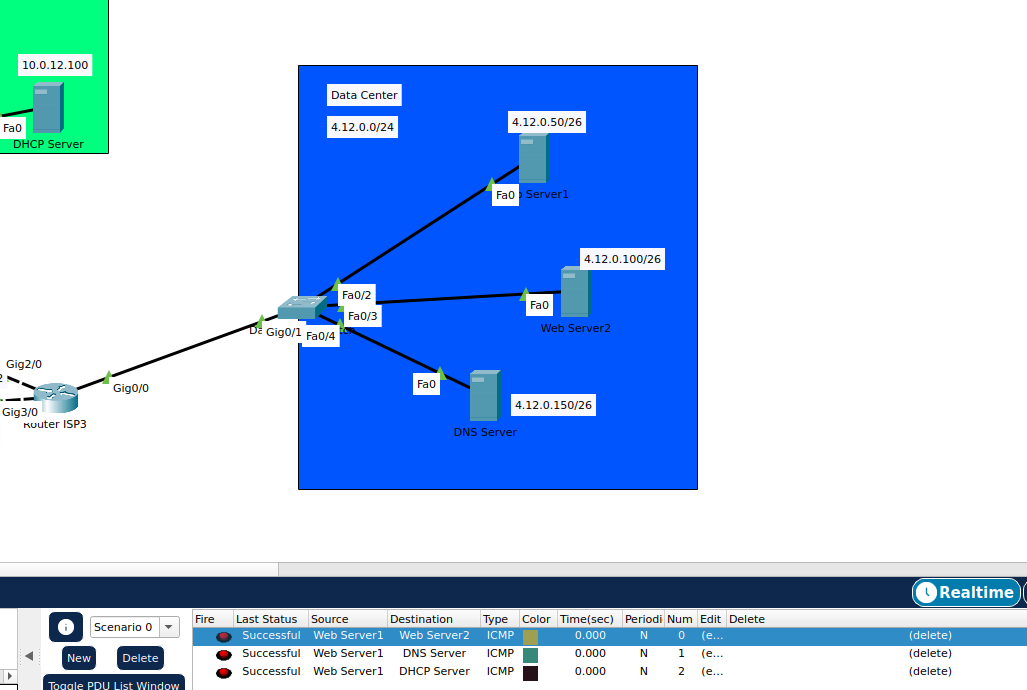 10.0.12.100
Fa0
DHCP Server
Data Center
4.12.0.0/24
4.12.0.50/26
Fa0
Server1
4.12.0.100/26
Fa0
Web Server2
Fa0/2
Fa0/3
Gig0/1
Fa0/4
Fa0
4.12.0.150/26
DNS Server
Gig2/0
Gig0/0
Gig3/0
Router ISP3
Realtime
Scenario 0
New
Delete
Toggle PDU List Window
Fire Last Status Source Destination Type Color Time(sec) Periodi Num Edit Delete
Successful Web Server1 Web Server2 ICMP 0.000 N 0 (e... (delete)
Successful Web Server1 DNS Server ICMP 0.000 N 1 (e... (delete)
Successful Web Server1 DHCP Server ICMP 0.000 N 2 (e... (delete)